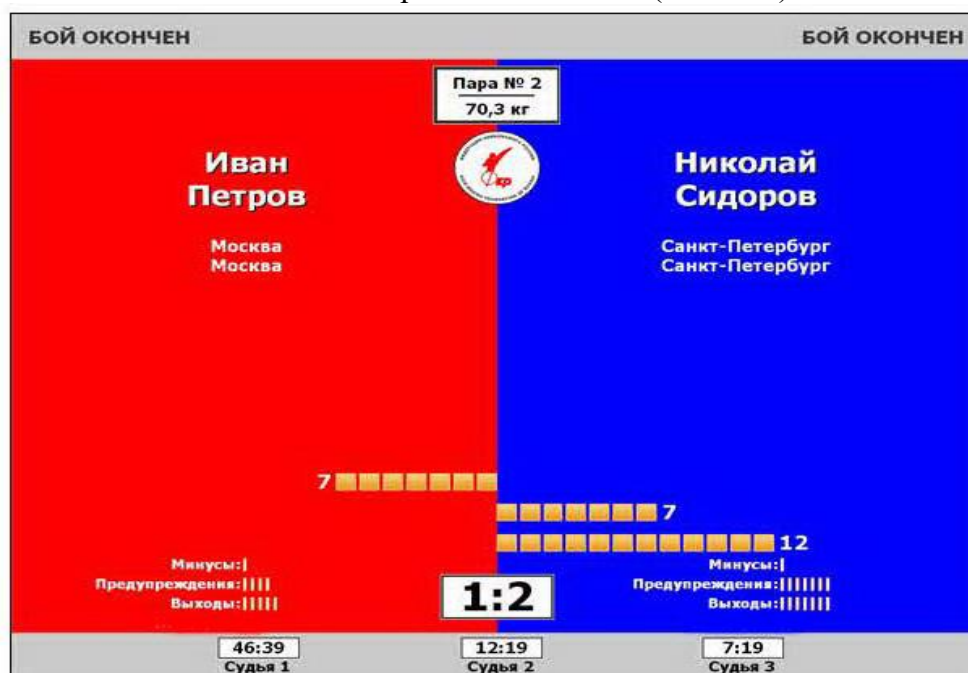 БОЙ ОКОНЧЕН
БОЙ ОКОНЧЕН
Пара № 2
70,3 кг
Иван
Петров
Москва
Москва
Николай
Сидоров
Санкт-Петербург
Санкт-Петербург
7
7
12
Минусы:
Предупреждения:
Выходы:
1:2
Минусы:
Предупреждения:
Выходы:
46:39
Судья 1
12:19
Судья 2
7:19
Судья 3